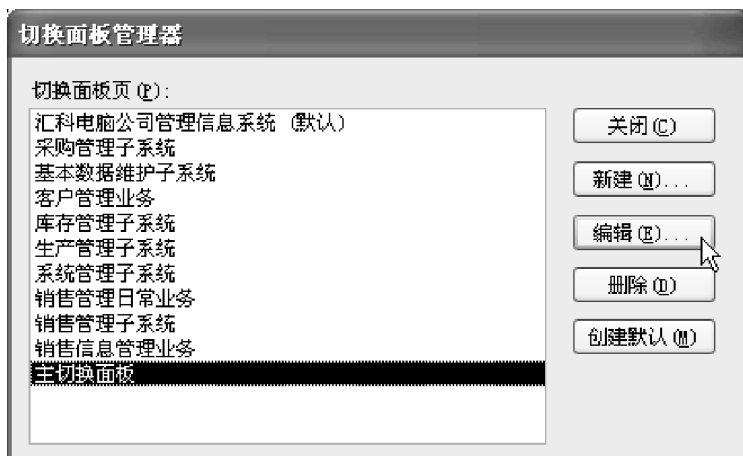 切换面板管理器
切换面板页(P):
汇科电脑公司管理信息系统 (默认)
采购管理子系统
基本数据维护子系统
客户管理业务
库存管理子系统
生产管理子系统
系统管理子系统
销售管理日常业务
销售管理子系统
销售信息管理业务
主切换面板
关闭(C)
新建(N)...
编辑(E)...
删除(D)
创建默认(M)